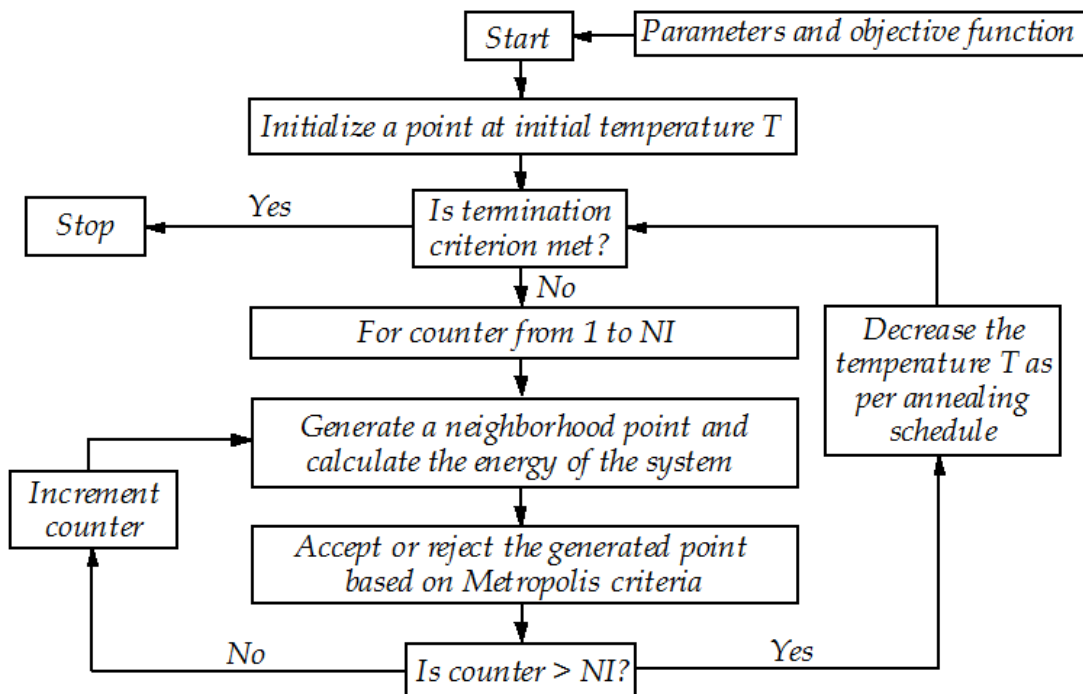 Start
Parameters and objective function
Initialize a point at initial temperature T
Is termination
criterion met?
Yes
Stop
No
For counter from 1 to NI
Generate a neighborhood point and
calculate the energy of the system
Accept or reject the generated point
based on Metropolis criteria
Is counter > NI?
No
Increment
counter
Yes
Decrease the
temperature T as
per annealing
schedule